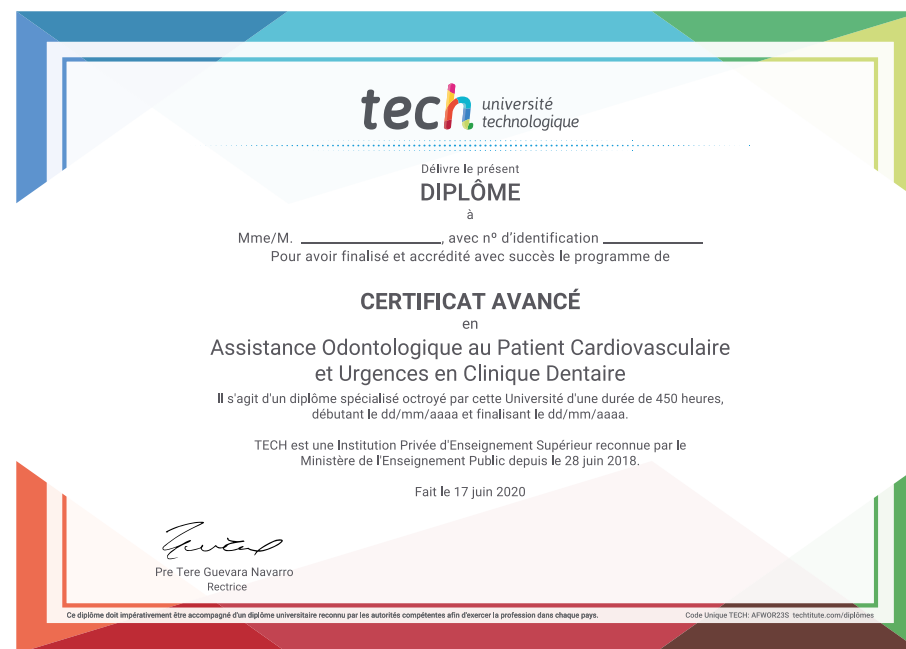 tech université
technologique
Délivre le présent
DIPLÔME
à
Mme/M. ____________________, avec nº d'identification ______________
Pour avoir finalisé et accrédité avec succès le programme de
CERTIFICAT AVANCÉ
en
Assistance Odontologique au Patient Cardiovasculaire
et Urgences en Clinique Dentaire
Il s'agit d'un diplôme spécialisé octroyé par cette Université d'une durée de 450 heures,
débutant le dd/mm/aaaa et finalisant le dd/mm/aaaa.
TECH est une Institution Privée d'Enseignement Supérieur reconnue par le
Ministère de l'Enseignement Public depuis le 28 juin 2018.
Fait le 17 juin 2020
Pre Tere Guevara Navarro
Rectrice
Ce diplôme doit impérativement être accompagné d'un diplôme universitaire reconnu par les autorités compétentes afin d'exercer la profession dans chaque pays.
Code Unique TECH: AFWOR23S techtitute.com/diplômes